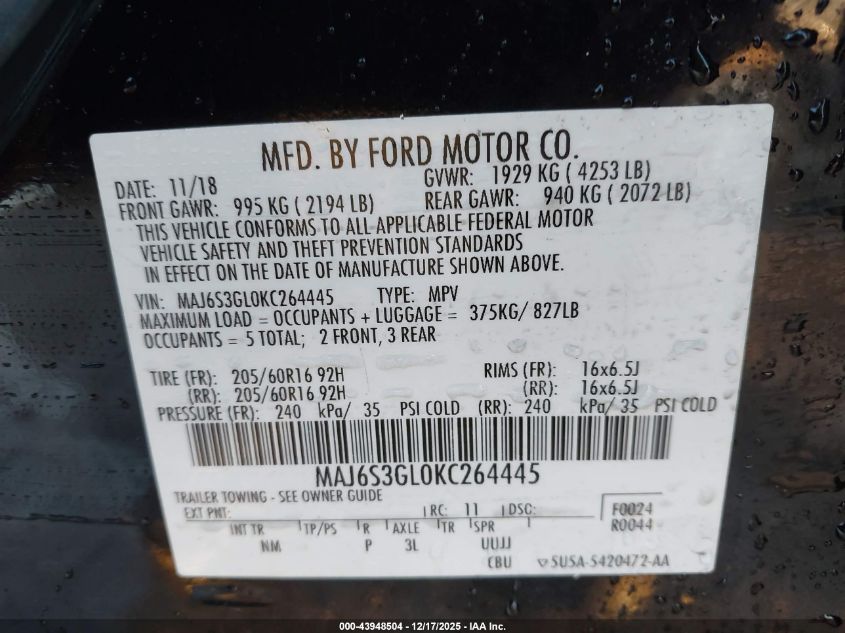 MFD. BY FORD MOTOR CO.
DATE: 11/18 GVWR: 1929 KG ( 4253 LB)
FRONT GAWR: 995 KG ( 2194 LB) REAR GAWR: 940 KG ( 2072 LB)
THIS VEHICLE CONFORMS TO ALL APPLICABLE FEDERAL MOTOR
VEHICLE SAFETY AND THEFT PREVENTION STANDARDS
IN EFFECT ON THE DATE OF MANUFACTURE SHOWN ABOVE.
VIN: MAJ6S3GL0KC264445 TYPE: MPV
MAXIMUM LOAD = OCCUPANTS + LUGGAGE = 375KG/ 827LB
OCCUPANTS = 5 TOTAL; 2 FRONT, 3 REAR
TIRE (FR): 205/60R16 92H RIMS (FR): 16x6.5J
(RR): 205/60R16 92H (RR): 16x6.5J
PRESSURE (FR): 240 kPa/ 35 PSI COLD (RR): 240 kPa/ 35 PSI COLD
MAJ6S3GL0KC264445
TRAILER TOWING - SEE OWNER GUIDE
EXT PNT: RC: 11 DSO: F0024
INT TR TP/PS R AXLE TR SPR R0044
NM P 3L UUJJ
CBU SUSA-S420472-AA
000-43948504 - 12/17/2025 - IAA Inc.